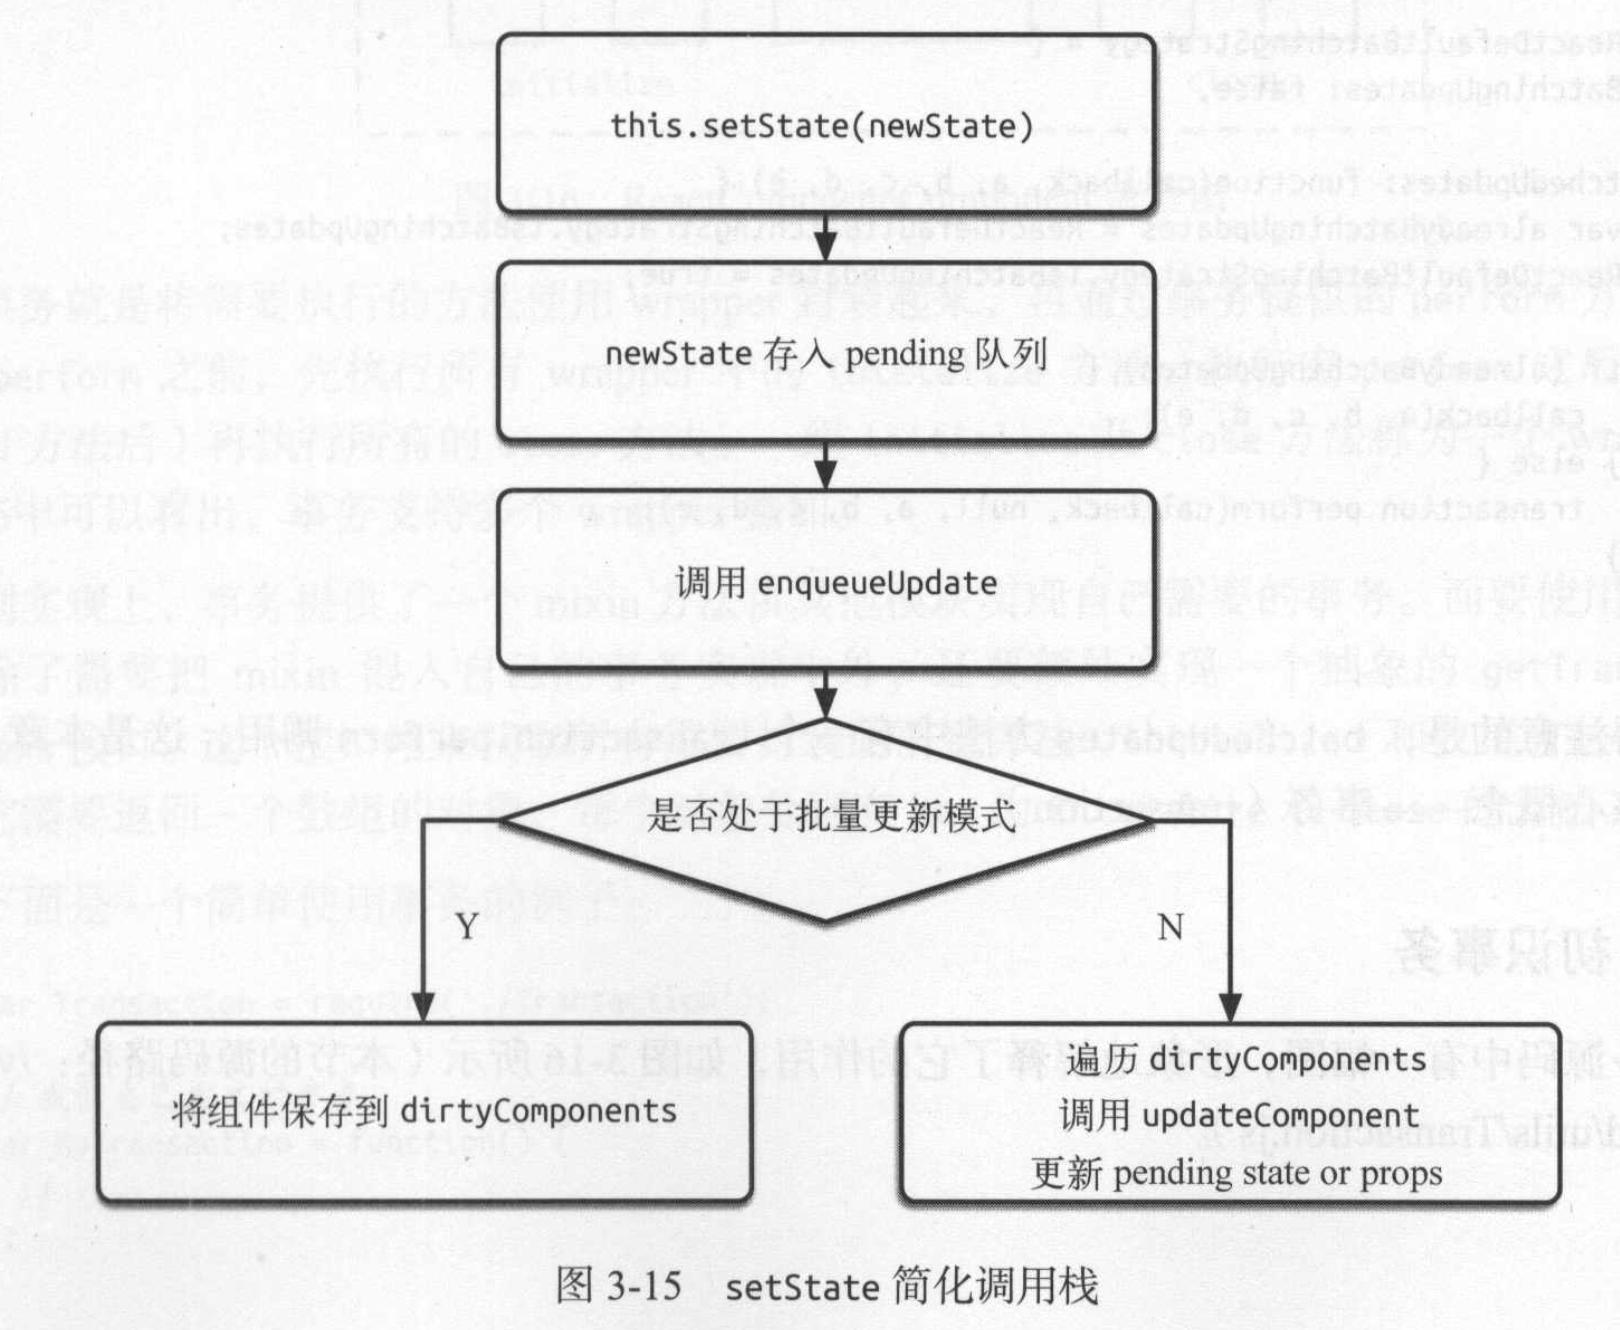 this.setState(newState)
newState 存入 pending 队列
调用 enqueueUpdate
是否处于批量更新模式
Y
N
将组件保存到 dirtyComponents
遍历 dirtyComponents
调用 updateComponent
更新 pending state or props
图 3-15 setState 简化调用栈